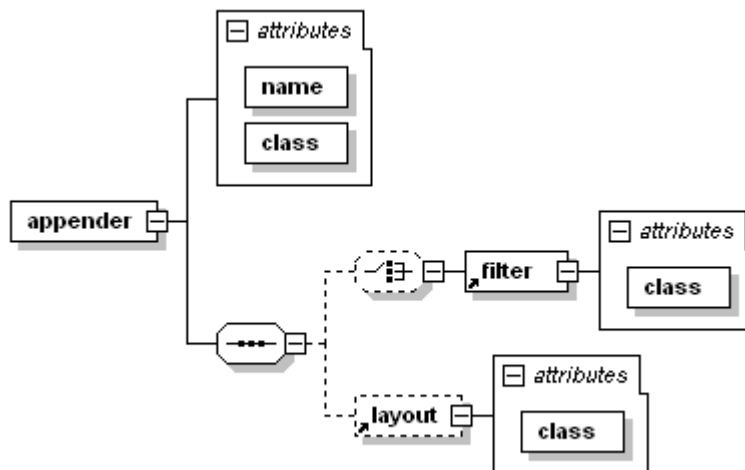 attributes
name
class
appender
filter
attributes
class
layout
attributes
class